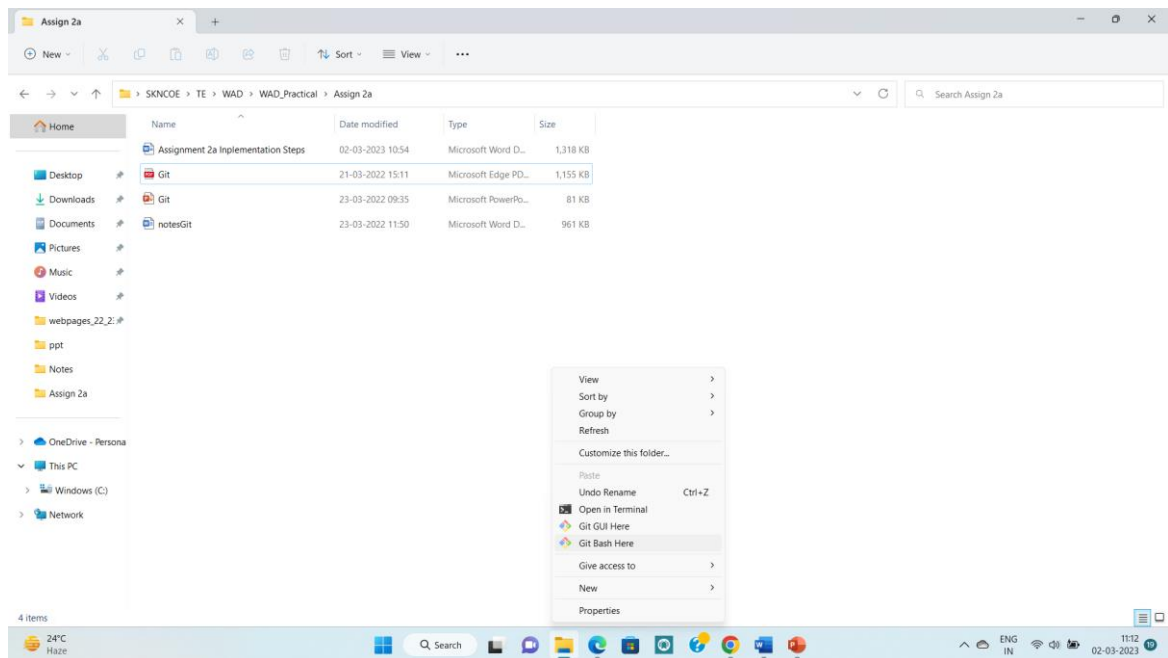 Assign 2a
New
Sort
View
SKNCOE > TE > WAD > WAD_Practical > Assign 2a
Search Assign 2a
Home
Desktop
Downloads
Documents
Pictures
Music
Videos
webpages_22_2
ppt
Notes
Assign 2a
OneDrive - Persona
This PC
Windows (C:)
Network
Name Date modified Type Size
Assignment 2a Inplementation Steps 02-03-2023 10:54 Microsoft Word D... 1,318 KB
Git 21-03-2022 15:11 Microsoft Edge PD... 1,155 KB
Git 23-03-2022 09:35 Microsoft PowerPo... 81 KB
notesGit 23-03-2022 11:50 Microsoft Word D... 961 KB
View
Sort by
Group by
Refresh
Customize this folder...
Paste
Undo Rename Ctrl+Z
Open in Terminal
Git GUI Here
Git Bash Here
Give access to
New
Properties
4 items
24°C
Haze
Search
ENG
IN
11:12
02-03-2023
19